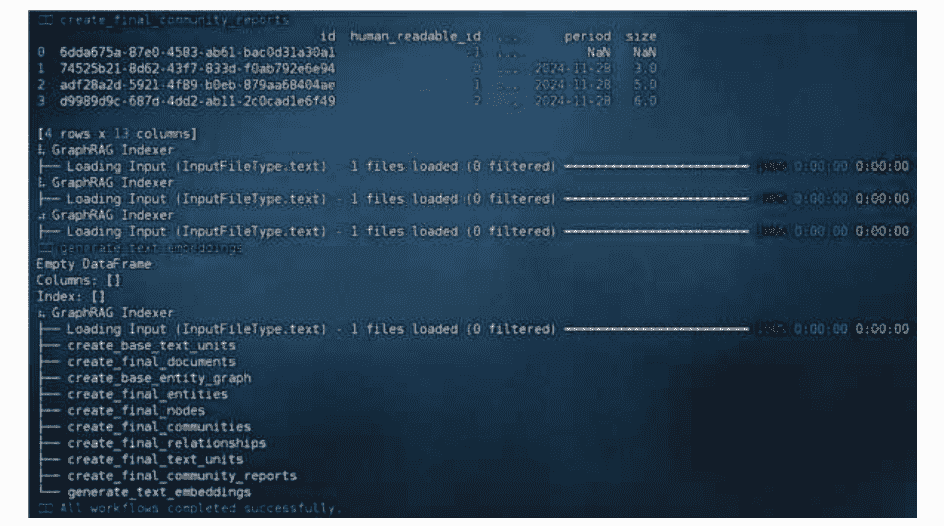 create_final_community_reports
id human_readable_id ... period size
0 6dda675a-87e0-4583-ab61-bac0d31a30a1 -1 ... NaN NaN
1 74525b21-8d62-43f7-833d-f0ab792e6e94 0 ... 2024-11-28 3.0
2 adf28a2d-5921-4f89-b0eb-879aa68404ae 1 ... 2024-11-28 5.0
3 d9989d9c-687d-4dd2-ab11-2c0cad1e6f49 2 ... 2024-11-28 6.0
[4 rows x 13 columns]
GraphRAG Indexer
├── Loading Input (InputFileType.text) - 1 files loaded (0 filtered) 100% 0:00:00 0:00:00
GraphRAG Indexer
├── Loading Input (InputFileType.text) - 1 files loaded (0 filtered) 100% 0:00:00 0:00:00
GraphRAG Indexer
├── Loading Input (InputFileType.text) - 1 files loaded (0 filtered) 100% 0:00:00 0:00:00
generate_text_embeddings
Empty DataFrame
Columns: []
Index: []
GraphRAG Indexer
├── Loading Input (InputFileType.text) - 1 files loaded (0 filtered) 100% 0:00:00 0:00:00
├── create_base_text_units
├── create_final_documents
├── create_base_entity_graph
├── create_final_entities
├── create_final_nodes
├── create_final_communities
├── create_final_relationships
├── create_final_text_units
├── create_final_community_reports
└── generate_text_embeddings
All workflows completed successfully.